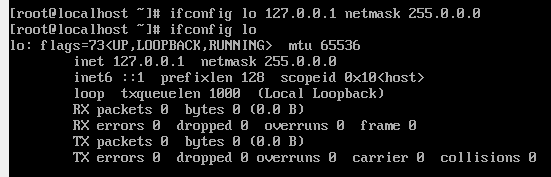 [root@localhost ~]# ifconfig lo 127.0.0.1 netmask 255.0.0.0
[root@localhost ~]# ifconfig lo
lo: flags=73<UP,LOOPBACK,RUNNING>  mtu 65536
        inet 127.0.0.1  netmask 255.0.0.0
        inet6 ::1  prefixlen 128  scopeid 0x10<host>
        loop  txqueuelen 1000  (Local Loopback)
        RX packets 0  bytes 0 (0.0 B)
        RX errors 0  dropped 0  overruns 0  frame 0
        TX packets 0  bytes 0 (0.0 B)
        TX errors 0  dropped 0 overruns 0  carrier 0  collisions 0